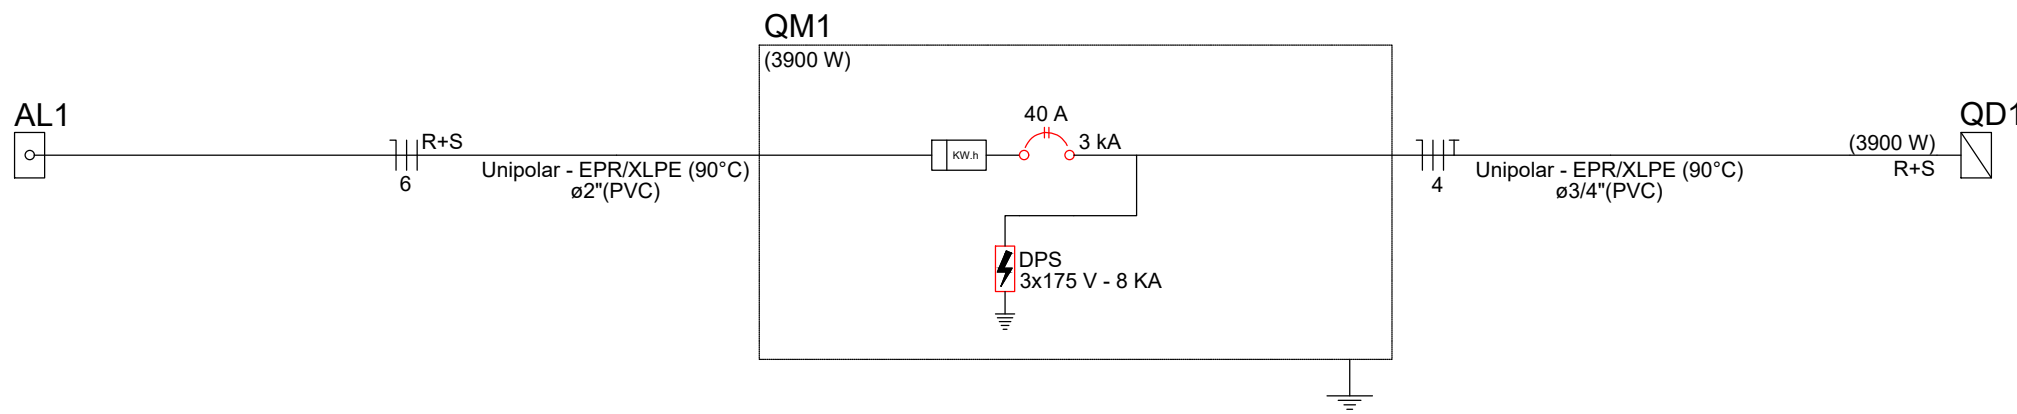 QM1
(3900 W)
AL1
R+S
6
Unipolar - EPR/XLPE (90°C)
ø2"(PVC)
40 A
3 kA
KW.h
DPS
3x175 V - 8 KA
4
Unipolar - EPR/XLPE (90°C)
ø3/4"(PVC)
QD1
(3900 W)
R+S